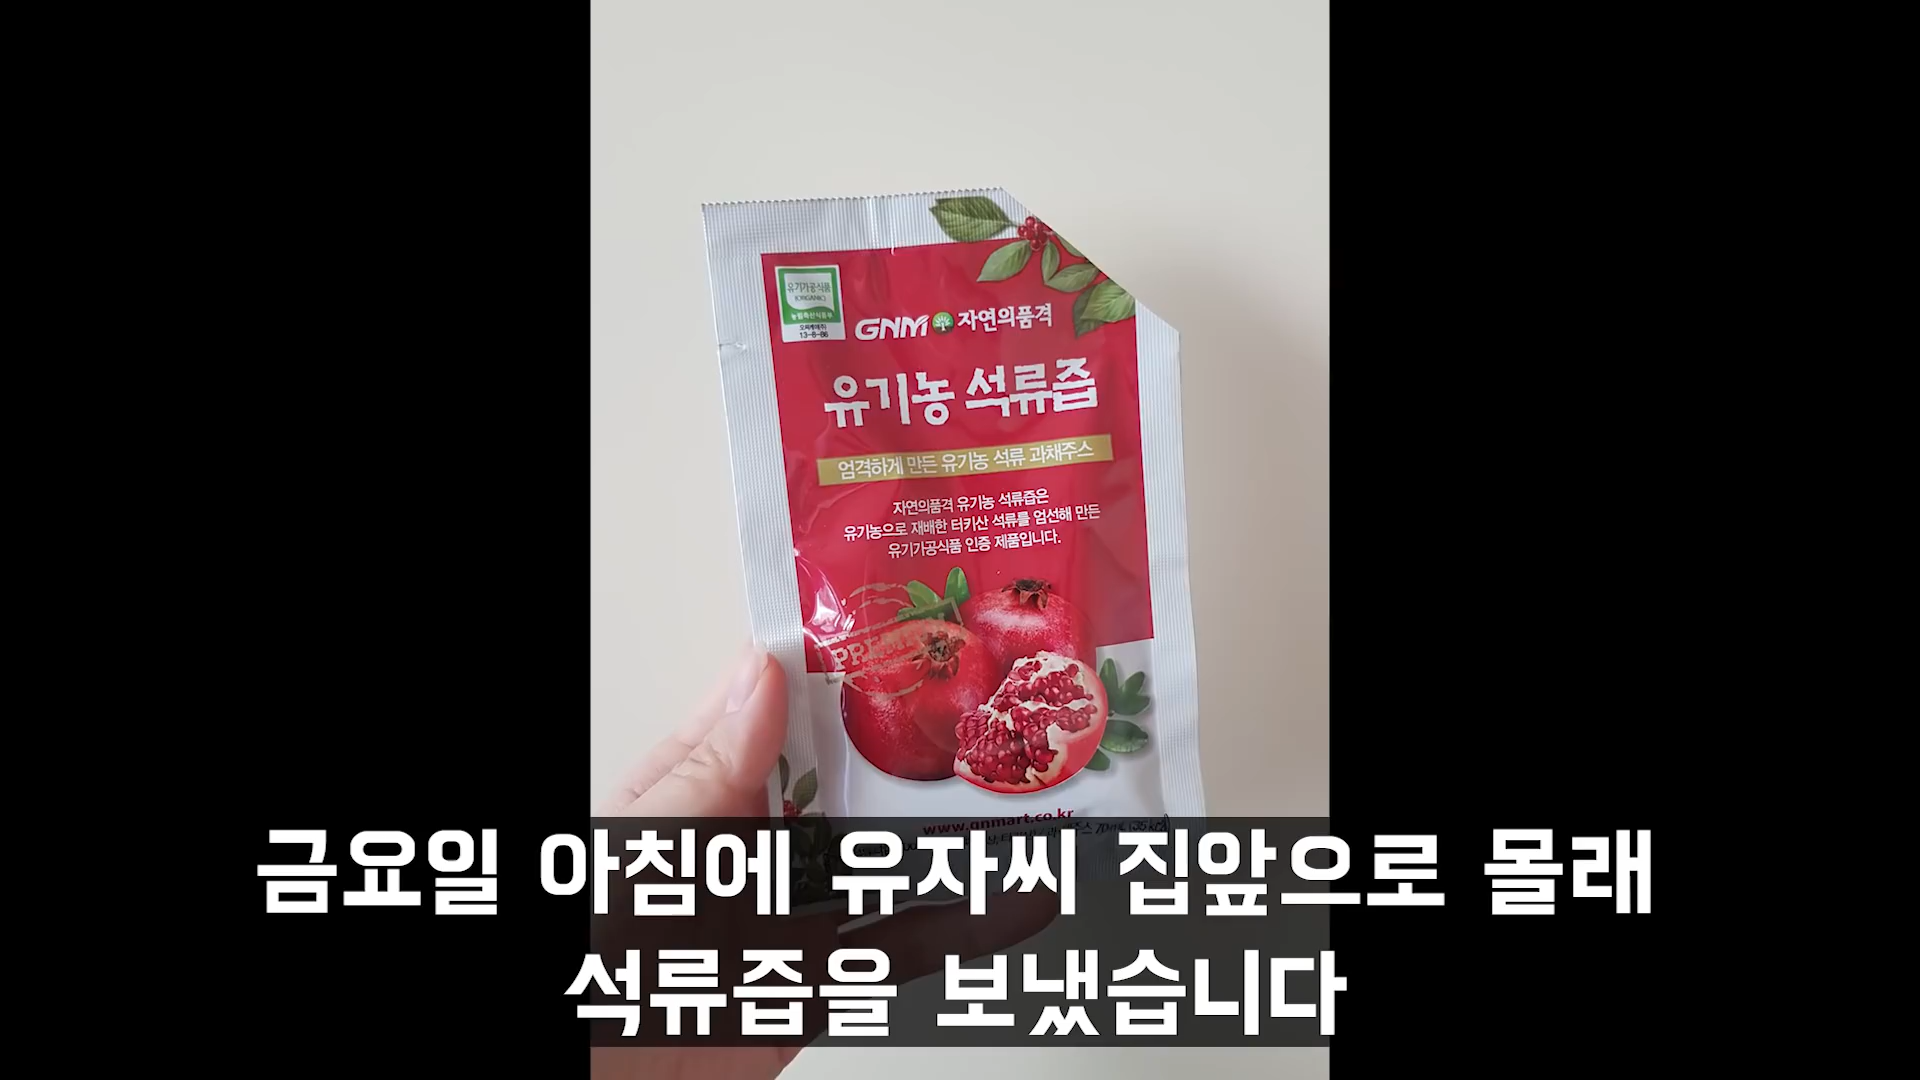 유기가공식품
(ORGANIC)
농림축산식품부
13-8-86
GNM 자연의품격
유기농 석류즙
엄격하게 만든 유기농 석류 과채주스
자연의품격 유기농 석류즙은
유기농으로 재배한 터키산 석류를 엄선해 만든
유기가공식품 인증 제품입니다.
www.gnmart.co.kr
금요일 아침에 유자씨 집앞으로 몰래
석류즙을 보냈습니다